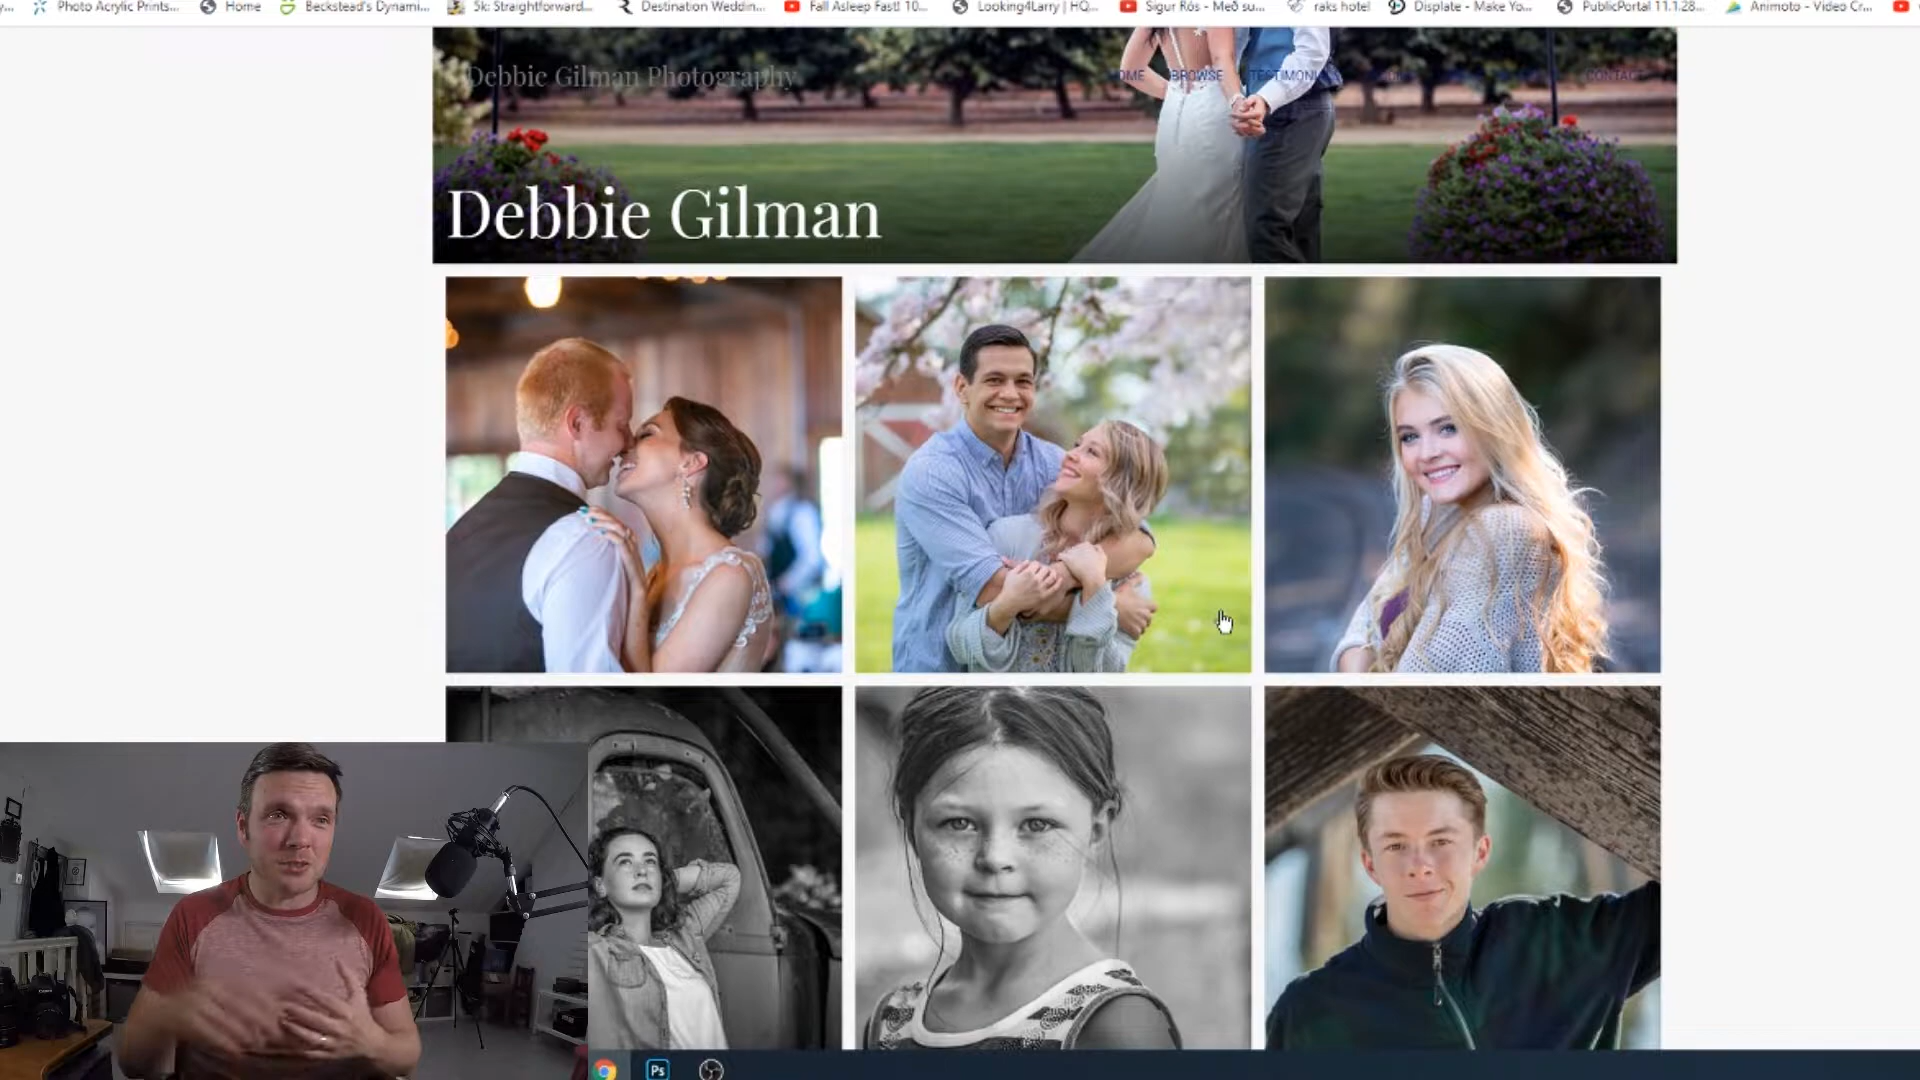 Photo Acrylic Prints...
Home
Beckstead's Dynami...
5k: Straightforward...
Destination Weddin...
Fall Asleep Fast! 10...
Looking4Larry | HQ...
Sigur Rós - Með su...
raks hotel
Displate - Make Yo...
PublicPortal 11.1.28...
Animoto - Video Cr...
Debbie Gilman Photography
HOME BROWSE CONTACT
Debbie Gilman
Ps